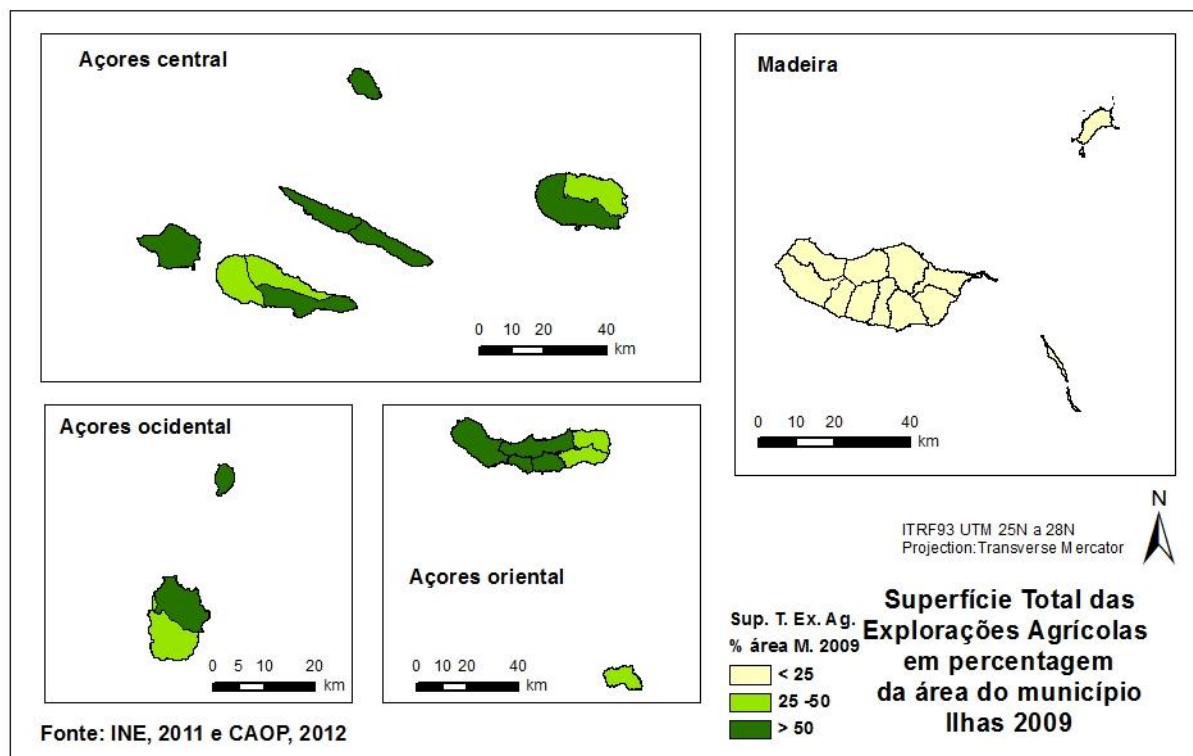 Açores central
0 10 20 40
km
Madeira
0 10 20 40
km
Açores ocidental
0 5 10 20
km
Açores oriental
0 10 20 40
km
N
ITRF93 UTM 25N a 28N
Projection: Transverse Mercator
Sup. T. Ex. Ag.
% área M. 2009
< 25
25 -50
> 50
Superfície Total das
Explorações Agrícolas
em percentagem
da área do município
Ilhas 2009
Fonte: INE, 2011 e CAOP, 2012